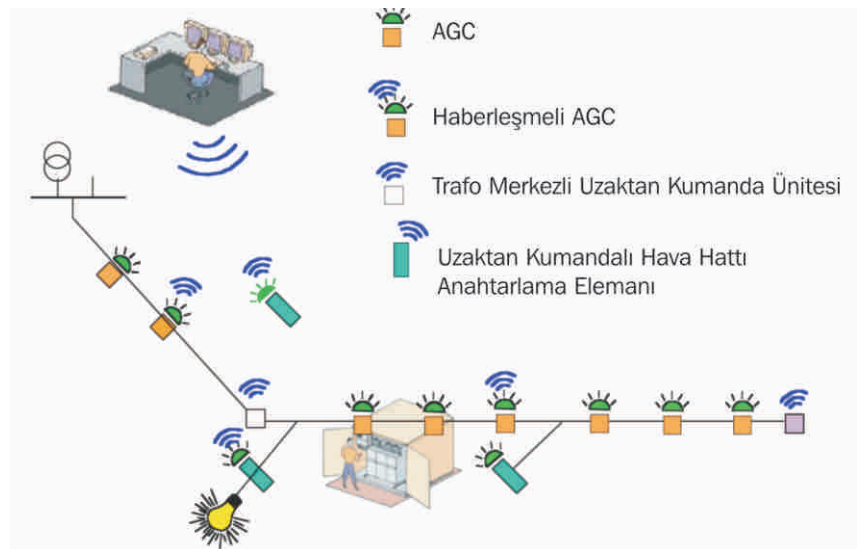 AGC
Haberleşmeli AGC
Trafo Merkezli Uzaktan Kumanda Ünitesi
Uzaktan Kumandalı Hava Hattı
Anahtarlama Elemanı